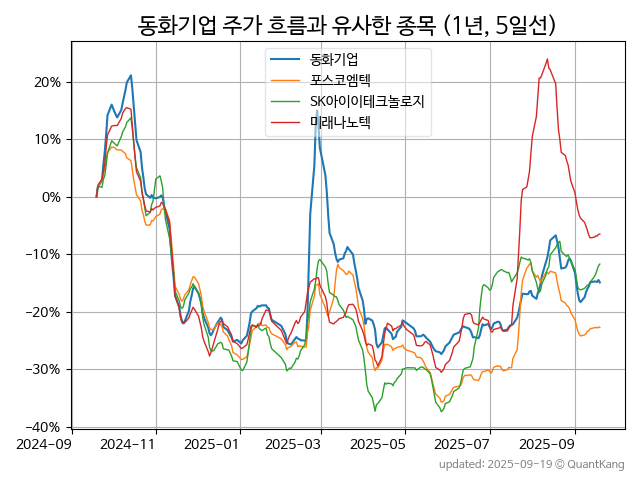 동화기업 주가 흐름과 유사한 종목 (1년, 5일선)
동화기업
포스코엠텍
SK아이이테크놀로지
미래나노텍
20%
10%
0%
−10%
−20%
−30%
−40%
2024-09 2024-11 2025-01 2025-03 2025-05 2025-07 2025-09
updated: 2025-09-19 © QuantKang